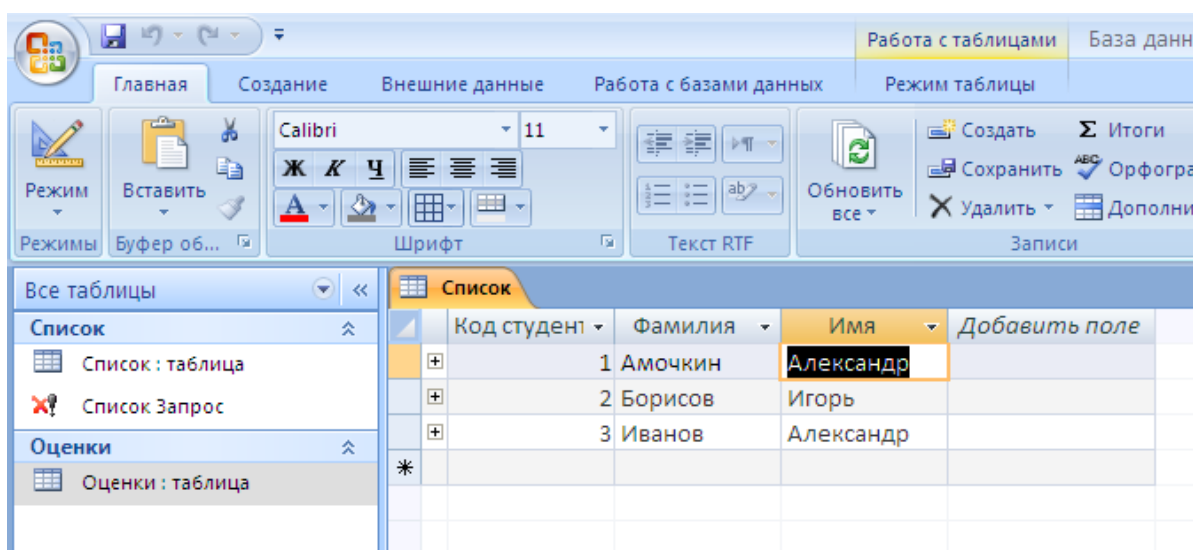 Работа с таблицами База данн
Главная Создание Внешние данные Работа с базами данных Режим таблицы
Calibri 11 Создать Σ Итоги
Ж К Ч Сохранить ABC Орфогра
Режим Вставить Обновить все Удалить Дополни
Режимы Буфер об... Шрифт Текст RTF Записи
Все таблицы « Список
Список Код студент Фамилия Имя Добавить поле
Список : таблица 1 Амочкин Александр
Список Запрос 2 Борисов Игорь
Оценки 3 Иванов Александр
Оценки : таблица